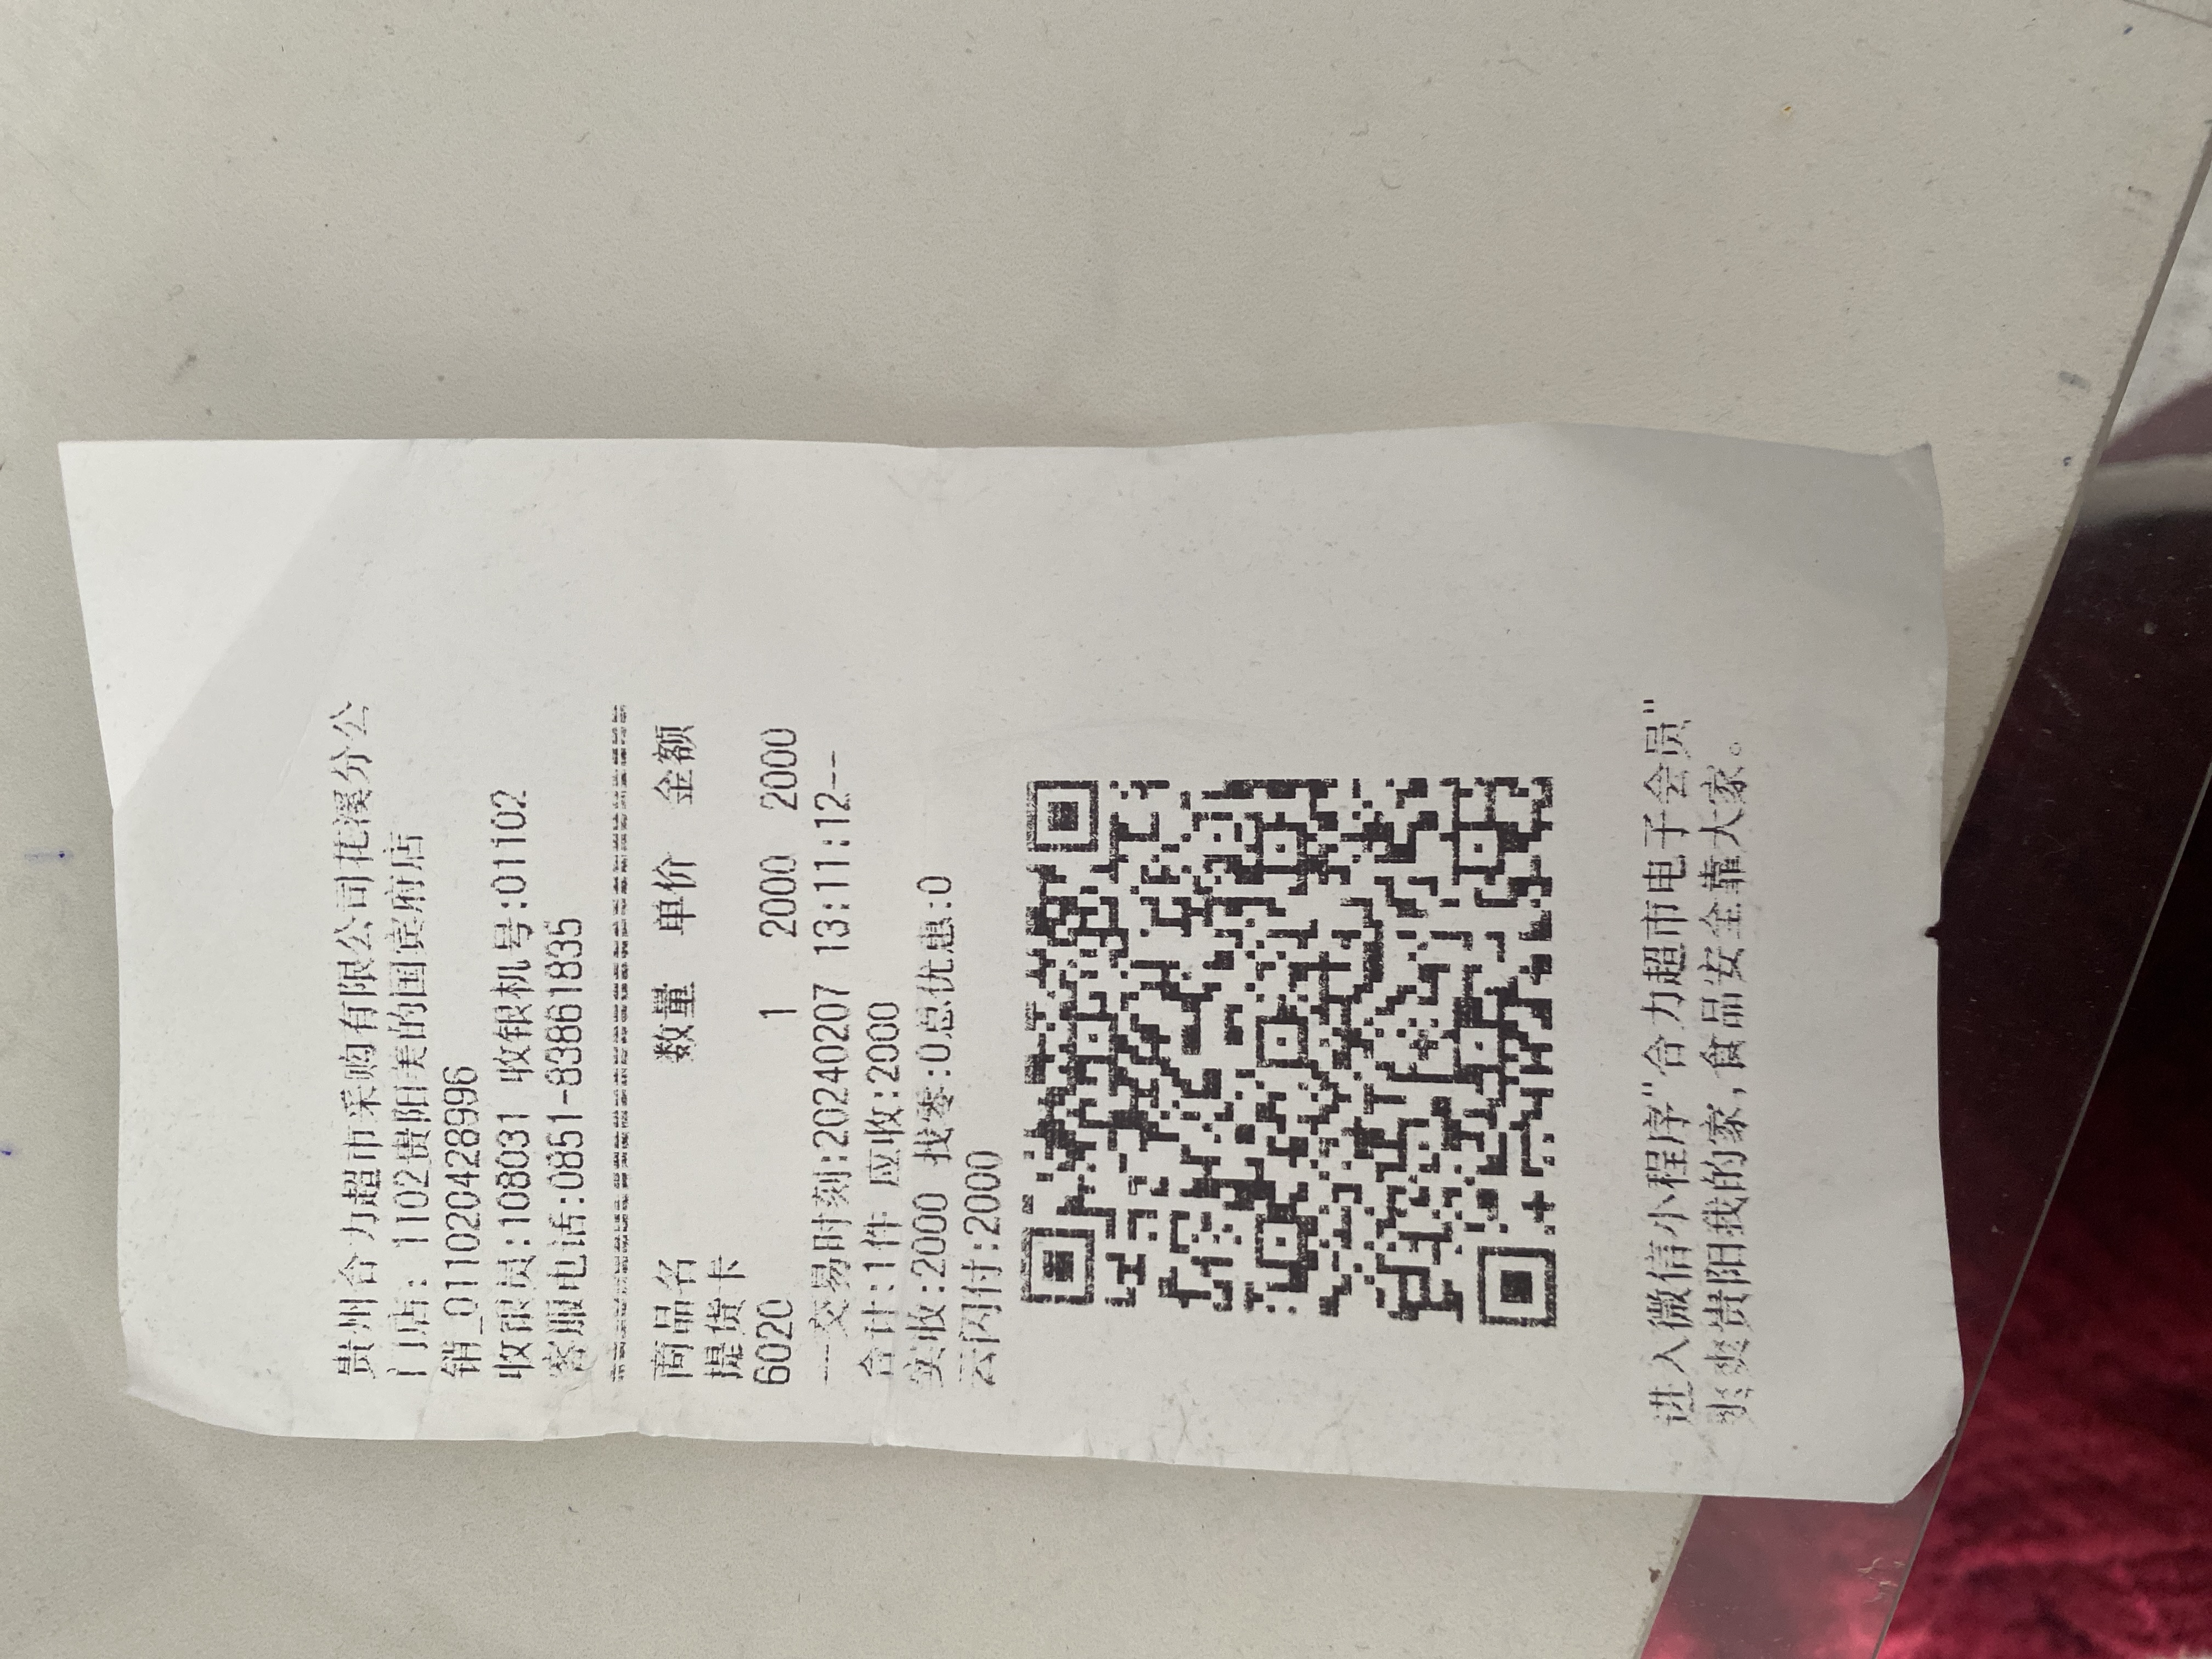 贵州合力超市采购有限公司花溪分公
门店: 1102贵阳美的国宾府店
销_011020428996
收银员:108031 收银机号:01102
客服电话:0851-83861835
商品名 数量 单价 金额
提货卡
6020 1 2000 2000
---交易时刻:20240207 13:11:12--
合计:1件 应收:2000
实收:2000 找零:0总优惠:0
云闪付:2000
进入微信小程序"合力超市电子会员"
爽爽贵阳我的家,食品安全靠大家。